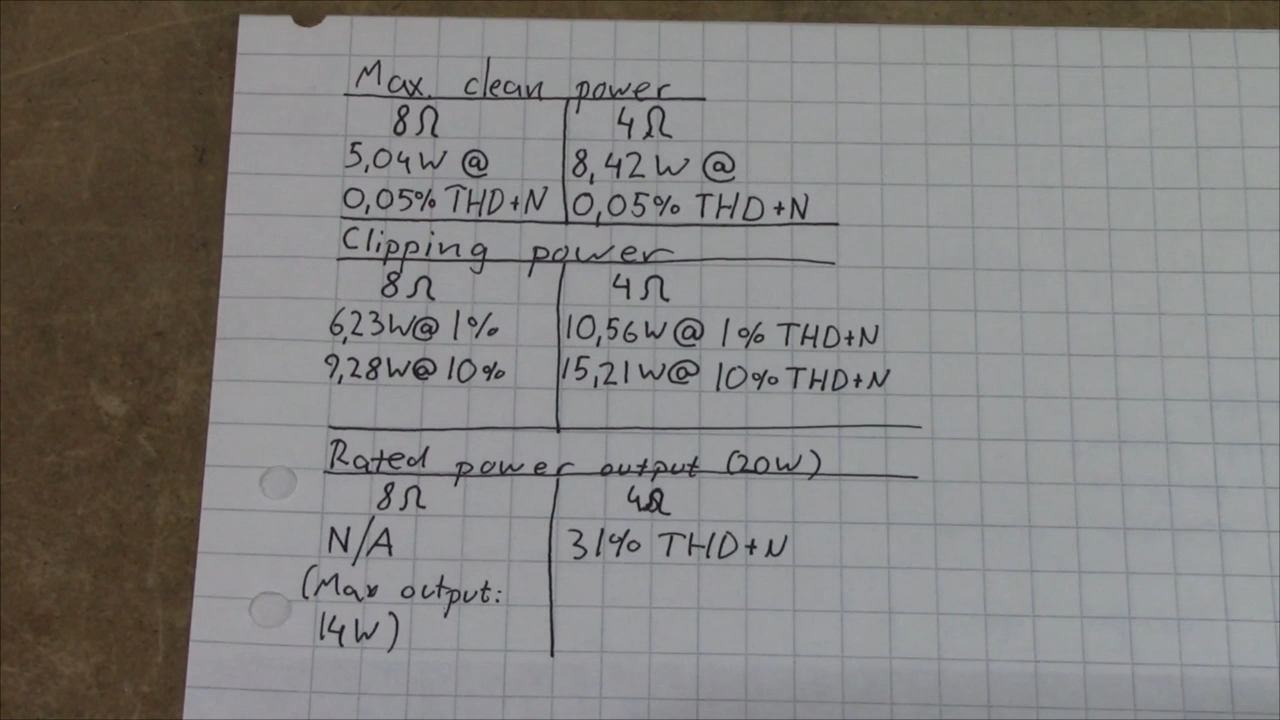 Max. clean power
8Ω 4Ω
5,04W @ 8,42W @
0,05% THD+N 0,05% THD+N
Clipping power
8Ω 4Ω
6,23W@ 1% 10,56W@ 1% THD+N
9,28W@ 10% 15,21W@ 10% THD+N
Rated power output (20W)
8Ω 4Ω
N/A 31% THD+N
(Max output:
14W)